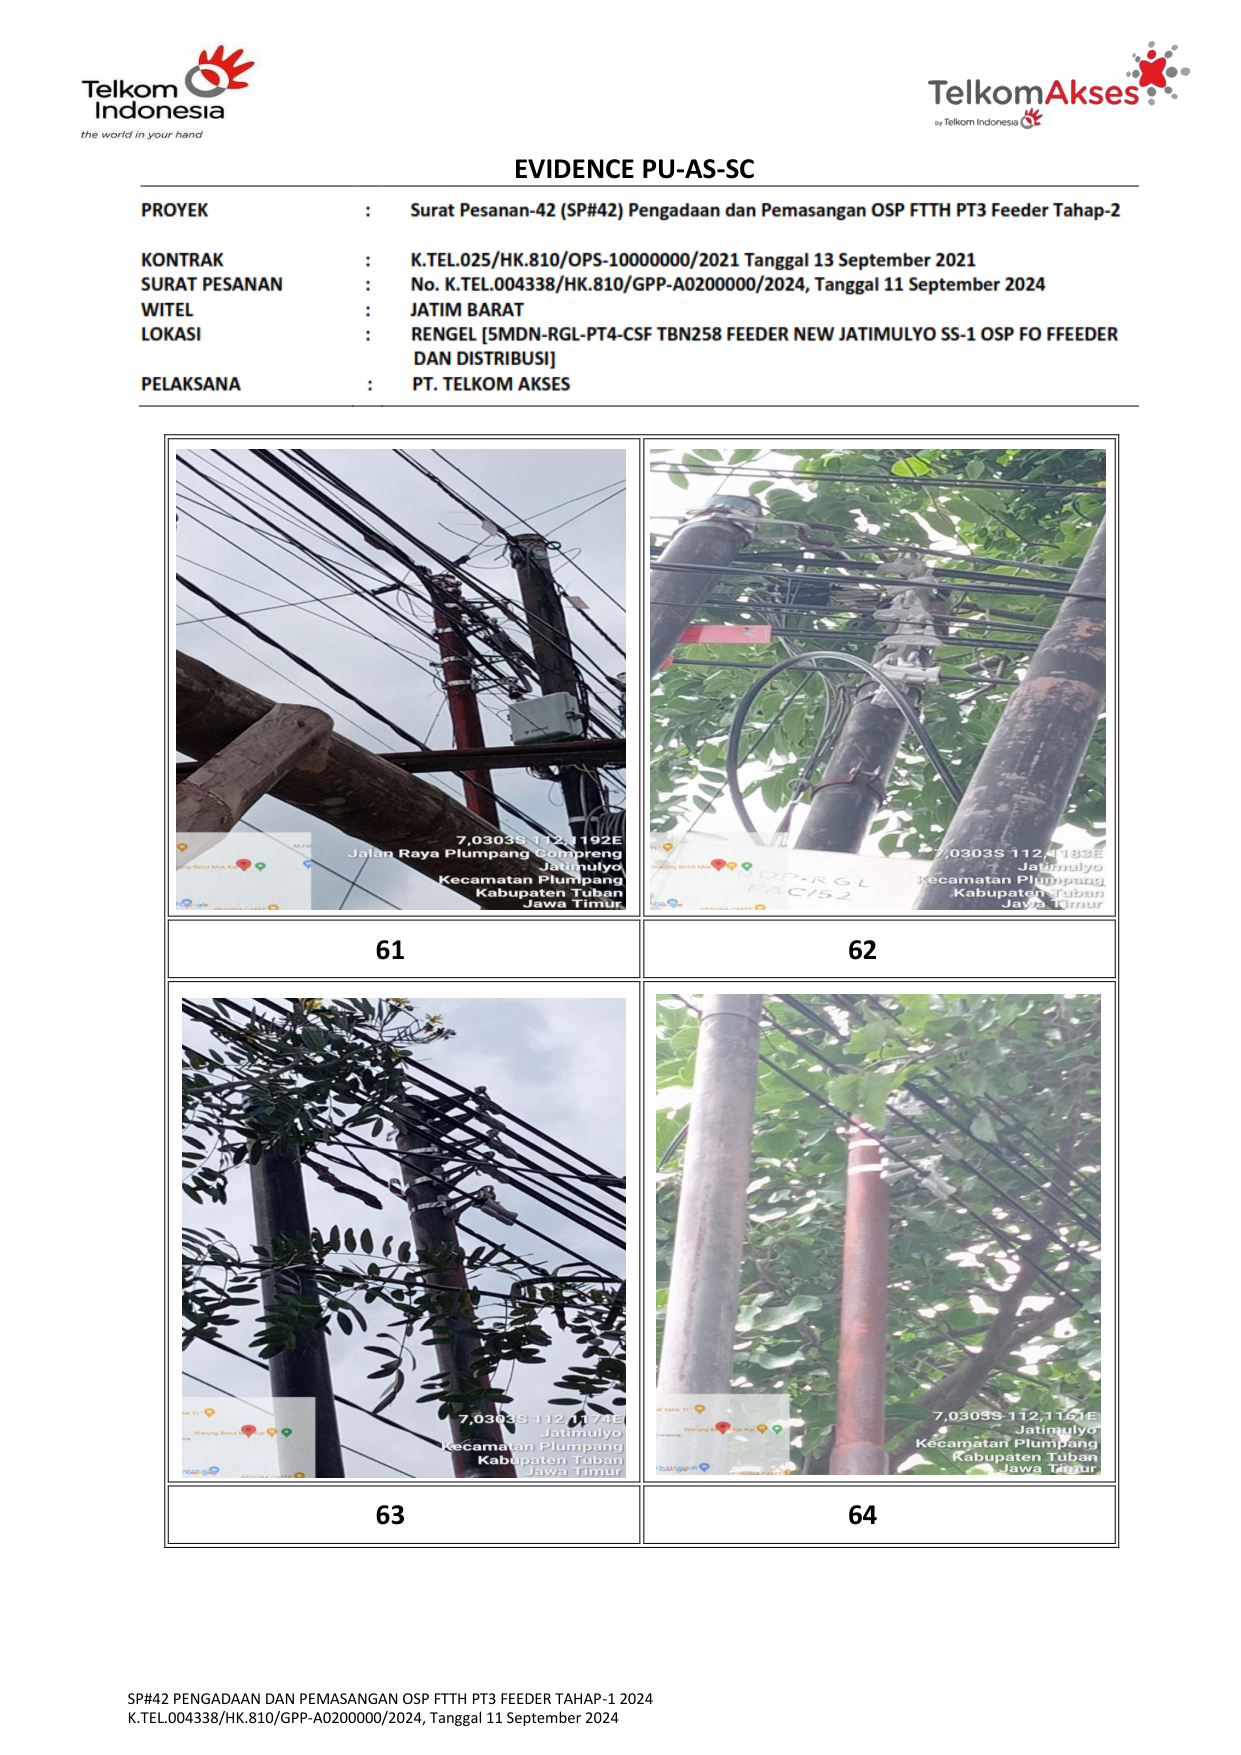 Telkom
Indonesia
the world in your hand
TelkomAkses
by Telkom Indonesia
EVIDENCE PU-AS-SC
PROYEK : Surat Pesanan-42 (SP#42) Pengadaan dan Pemasangan OSP FTTH PT3 Feeder Tahap-2
KONTRAK : K.TEL.025/HK.810/OPS-10000000/2021 Tanggal 13 September 2021
SURAT PESANAN : No. K.TEL.004338/HK.810/GPP-A0200000/2024, Tanggal 11 September 2024
WITEL : JATIM BARAT
LOKASI : RENGEL [5MDN-RGL-PT4-CSF TBN258 FEEDER NEW JATIMULYO SS-1 OSP FO FFEEDER
DAN DISTRIBUSI]
PELAKSANA : PT. TELKOM AKSES
7,0303S 112,1192E
Jalan Raya Plumpang Compreng
Jatimulyo
Kecamatan Plumpang
Kabupaten Tuban
Jawa Timur
7,0303S 112,1183E
Jatimulyo
Kecamatan Plumpang
Kabupaten Tuban
Jawa Timur
61
62
7,0303S 112,1174E
Jatimulyo
Kecamatan Plumpang
Kabupaten Tuban
Jawa Timur
7,0303S 112,1161E
Jatimulyo
Kecamatan Plumpang
Kabupaten Tuban
Jawa Timur
63
64
SP#42 PENGADAAN DAN PEMASANGAN OSP FTTH PT3 FEEDER TAHAP-1 2024
K.TEL.004338/HK.810/GPP-A0200000/2024, Tanggal 11 September 2024